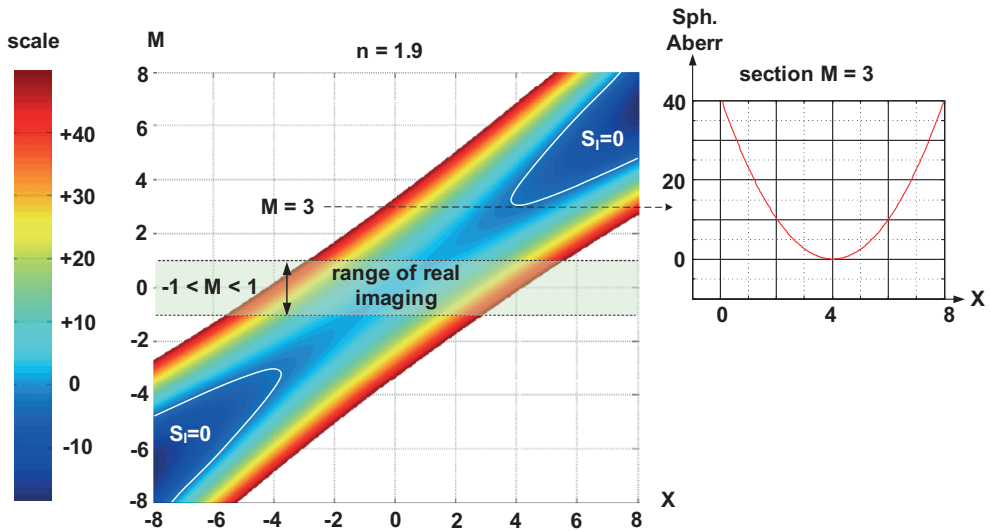 scale
+40
+30
+20
+10
0
-10
M
n = 1.9
8
6
4
2
0
-2
-4
-6
-8
-8
-6
-4
-2
0
2
4
6
8
X
S_I=0
M = 3
-1 < M < 1
range of real
imaging
S_I=0
Sph.
Aberr
section M = 3
40
20
0
0
4
8
X